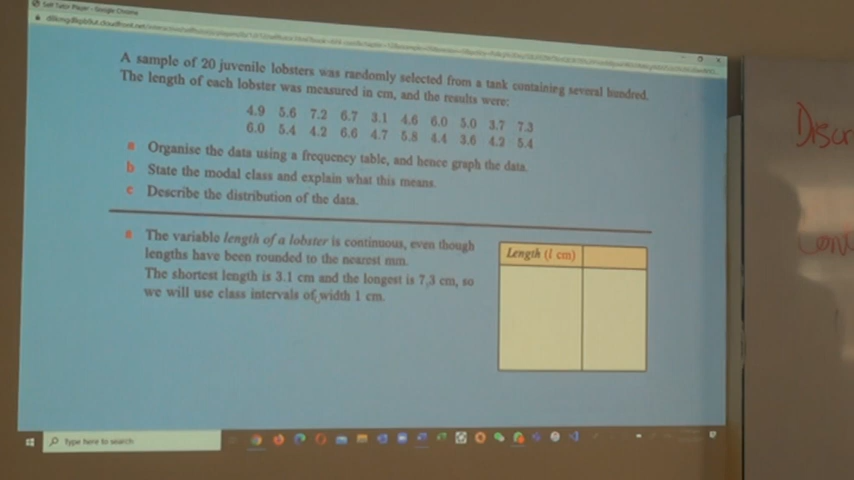 Self Tutor Player - Google Chrome
A sample of 20 juvenile lobsters was randomly selected from a tank containing several hundred.
The length of each lobster was measured in cm, and the results were:
4.9 5.6 7.2 6.7 3.1 4.6 6.0 5.0 3.7 7.3
6.0 5.4 4.2 6.6 4.7 5.8 4.4 3.6 4.2 5.4
a Organise the data using a frequency table, and hence graph the data.
b State the modal class and explain what this means.
c Describe the distribution of the data.
a The variable length of a lobster is continuous, even though
lengths have been rounded to the nearest mm.
The shortest length is 3.1 cm and the longest is 7.3 cm, so
we will use class intervals of width 1 cm.
Length (l cm)
Type here to search
Discr